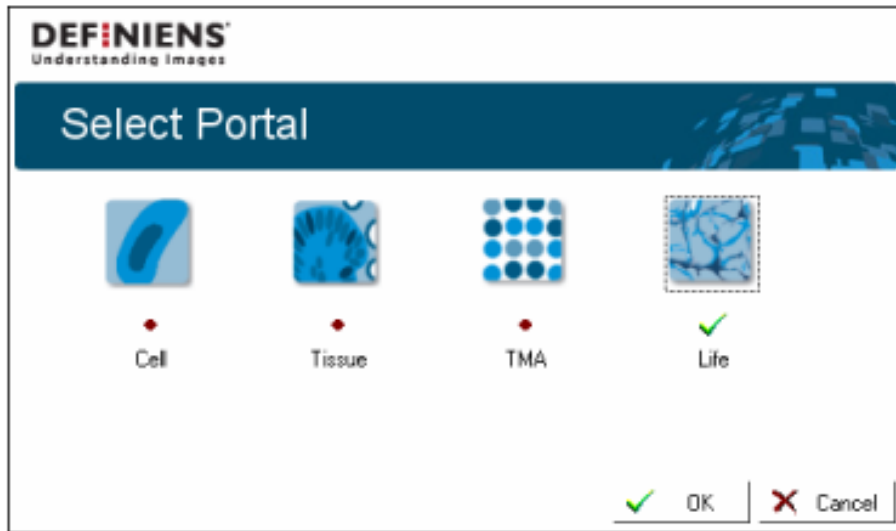 DEFINIENS
Understanding Images
Select Portal
Cell Tissue TMA Life
OK Cancel